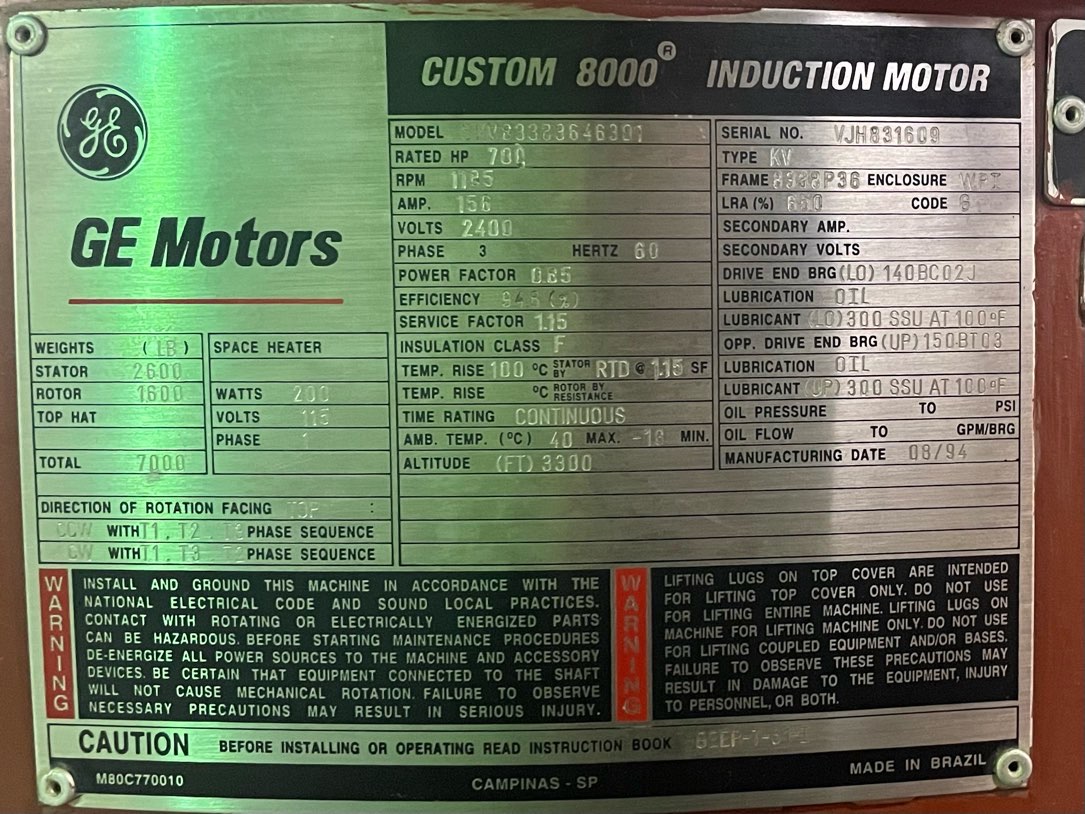 CUSTOM 8000® INDUCTION MOTOR
GE
GE Motors
MODEL
RATED HP 700
RPM 1185
AMP. 156
VOLTS 2400
PHASE 3 HERTZ 60
POWER FACTOR 0.85
EFFICIENCY (%)
SERVICE FACTOR 1.15
INSULATION CLASS F
TEMP. RISE 100 °C STATOR BY RTD @ 1.15 SF
TEMP. RISE °C ROTOR BY RESISTANCE
TIME RATING CONTINUOUS
AMB. TEMP. (°C) 40 MAX. -18 MIN.
ALTITUDE (FT) 3300
SERIAL NO. VJH831609
TYPE KV
FRAME ENCLOSURE
LRA (%) CODE
SECONDARY AMP.
SECONDARY VOLTS
DRIVE END BRG (LO) 140BC02J
LUBRICATION OIL
LUBRICANT (LO) 300 SSU AT 100°F
OPP. DRIVE END BRG (UP) 150BT03
LUBRICATION OIL
LUBRICANT (UP) 300 SSU AT 100°F
OIL PRESSURE TO PSI
OIL FLOW TO GPM/BRG
MANUFACTURING DATE 08/94
WEIGHTS (LB)
STATOR 2600
ROTOR 1600
TOP HAT
TOTAL 7000
SPACE HEATER
WATTS 200
VOLTS 115
PHASE 1
DIRECTION OF ROTATION FACING TOP :
CCW WITH T1, T2, T3 PHASE SEQUENCE
CW WITH T1, T3, T2 PHASE SEQUENCE
WARNING
INSTALL AND GROUND THIS MACHINE IN ACCORDANCE WITH THE
NATIONAL ELECTRICAL CODE AND SOUND LOCAL PRACTICES.
CONTACT WITH ROTATING OR ELECTRICALLY ENERGIZED PARTS
CAN BE HAZARDOUS. BEFORE STARTING MAINTENANCE PROCEDURES
DE-ENERGIZE ALL POWER SOURCES TO THE MACHINE AND ACCESSORY
DEVICES. BE CERTAIN THAT EQUIPMENT CONNECTED TO THE SHAFT
WILL NOT CAUSE MECHANICAL ROTATION. FAILURE TO OBSERVE
NECESSARY PRECAUTIONS MAY RESULT IN SERIOUS INJURY.
WARNING
LIFTING LUGS ON TOP COVER ARE INTENDED
FOR LIFTING TOP COVER ONLY. DO NOT USE
FOR LIFTING ENTIRE MACHINE. LIFTING LUGS ON
MACHINE FOR LIFTING MACHINE ONLY. DO NOT USE
FOR LIFTING COUPLED EQUIPMENT AND/OR BASES.
FAILURE TO OBSERVE THESE PRECAUTIONS MAY
RESULT IN DAMAGE TO THE EQUIPMENT, INJURY
TO PERSONNEL, OR BOTH.
CAUTION BEFORE INSTALLING OR OPERATING READ INSTRUCTION BOOK
M80C770010
CAMPINAS - SP
MADE IN BRAZIL